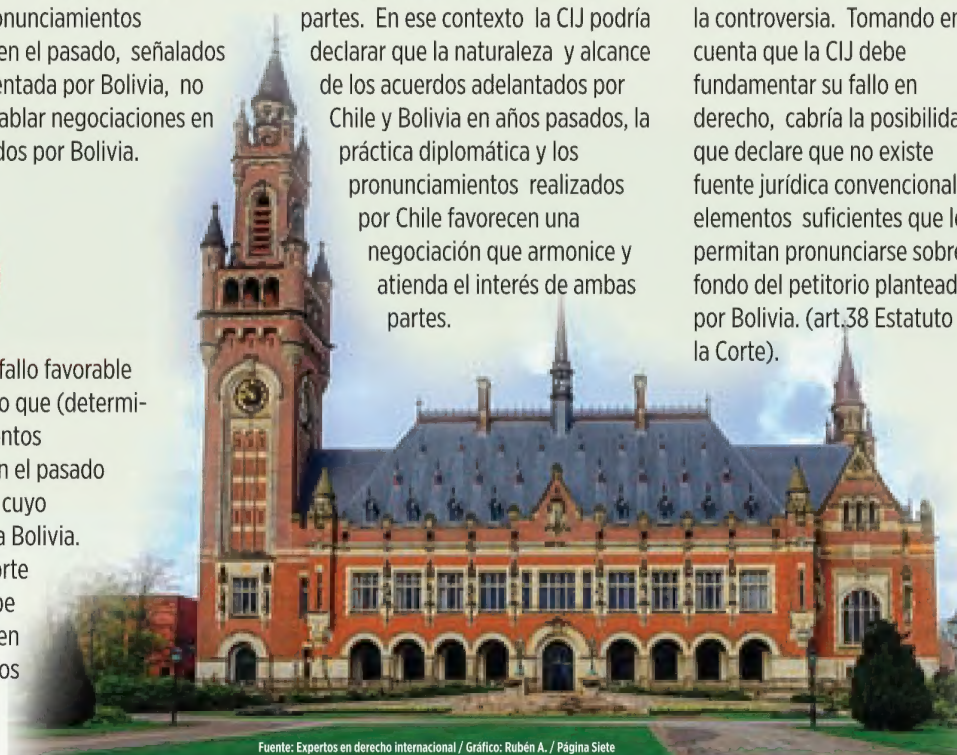 onunciamientos
en el pasado, señalados
entada por Bolivia, no
ablar negociaciones en
dos por Bolivia.
fallo favorable
o que (determi-
entos
n el pasado
cuyo
a Bolivia.
orte
be
en
os
partes. En ese contexto la CIJ podría
declarar que la naturaleza y alcance
de los acuerdos adelantados por
Chile y Bolivia en años pasados, la
práctica diplomática y los
pronunciamientos realizados
por Chile favorecen una
negociación que armonice y
atienda el interés de ambas
partes.
la controversia. Tomando en
cuenta que la CIJ debe
fundamentar su fallo en
derecho, cabría la posibilida
que declare que no existe
fuente jurídica convencional
elementos suficientes que le
permitan pronunciarse sobre
fondo del petitorio plantead
por Bolivia. (art.38 Estatuto
la Corte).
Fuente: Expertos en derecho internacional / Gráfico: Rubén A. / Página Siete